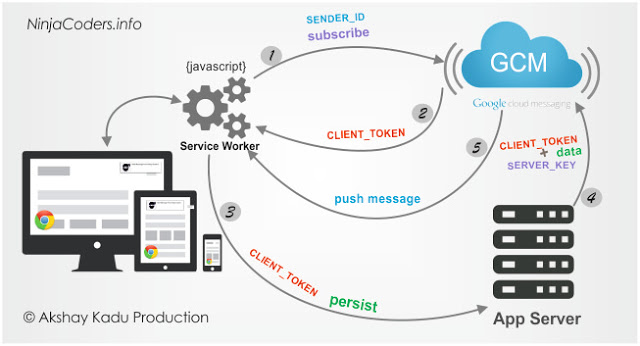 NinjaCoders.info
SENDER_ID
subscribe
1
{javascript}
GCM
Google cloud messaging
2
CLIENT_TOKEN
Service Worker
5
CLIENT_TOKEN
+ data
SERVER_KEY
push message
3
4
CLIENT_TOKEN
persist
© Akshay Kadu Production
App Server